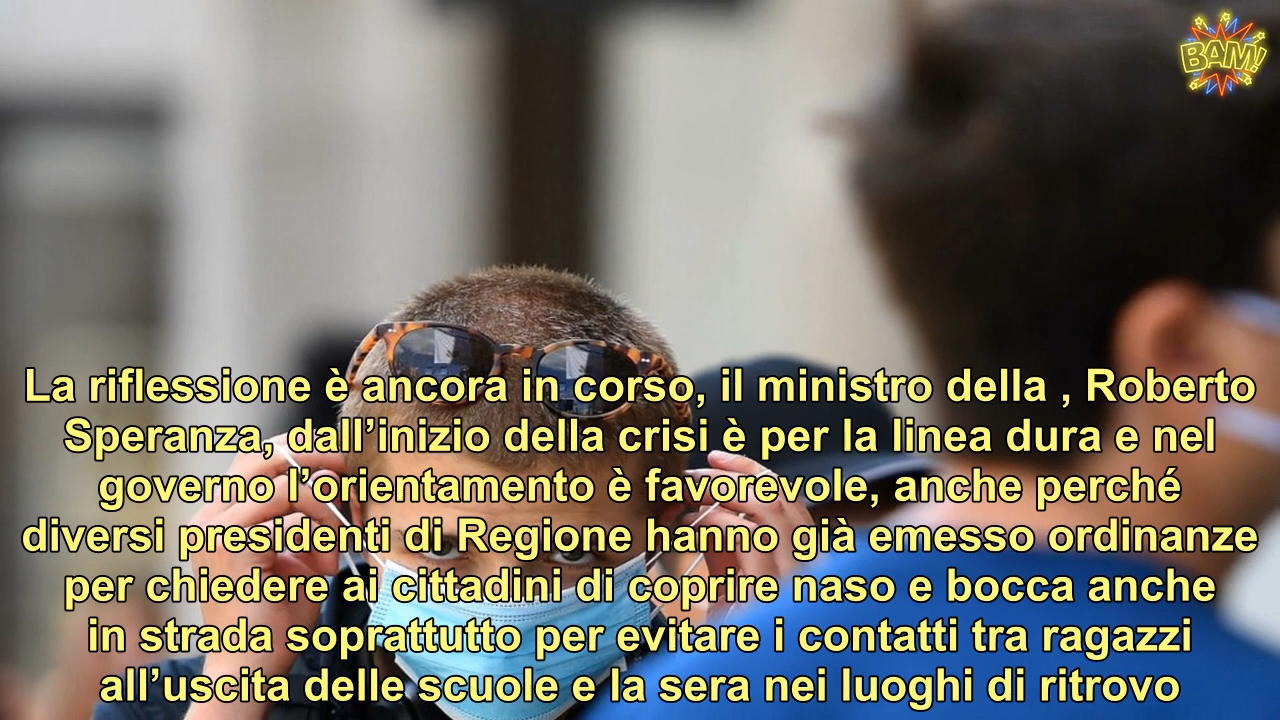 BAM!
La riflessione è ancora in corso, il ministro della , Roberto
Speranza, dall’inizio della crisi è per la linea dura e nel
governo l’orientamento è favorevole, anche perché
diversi presidenti di Regione hanno già emesso ordinanze
per chiedere ai cittadini di coprire naso e bocca anche
in strada soprattutto per evitare i contatti tra ragazzi
all’uscita delle scuole e la sera nei luoghi di ritrovo